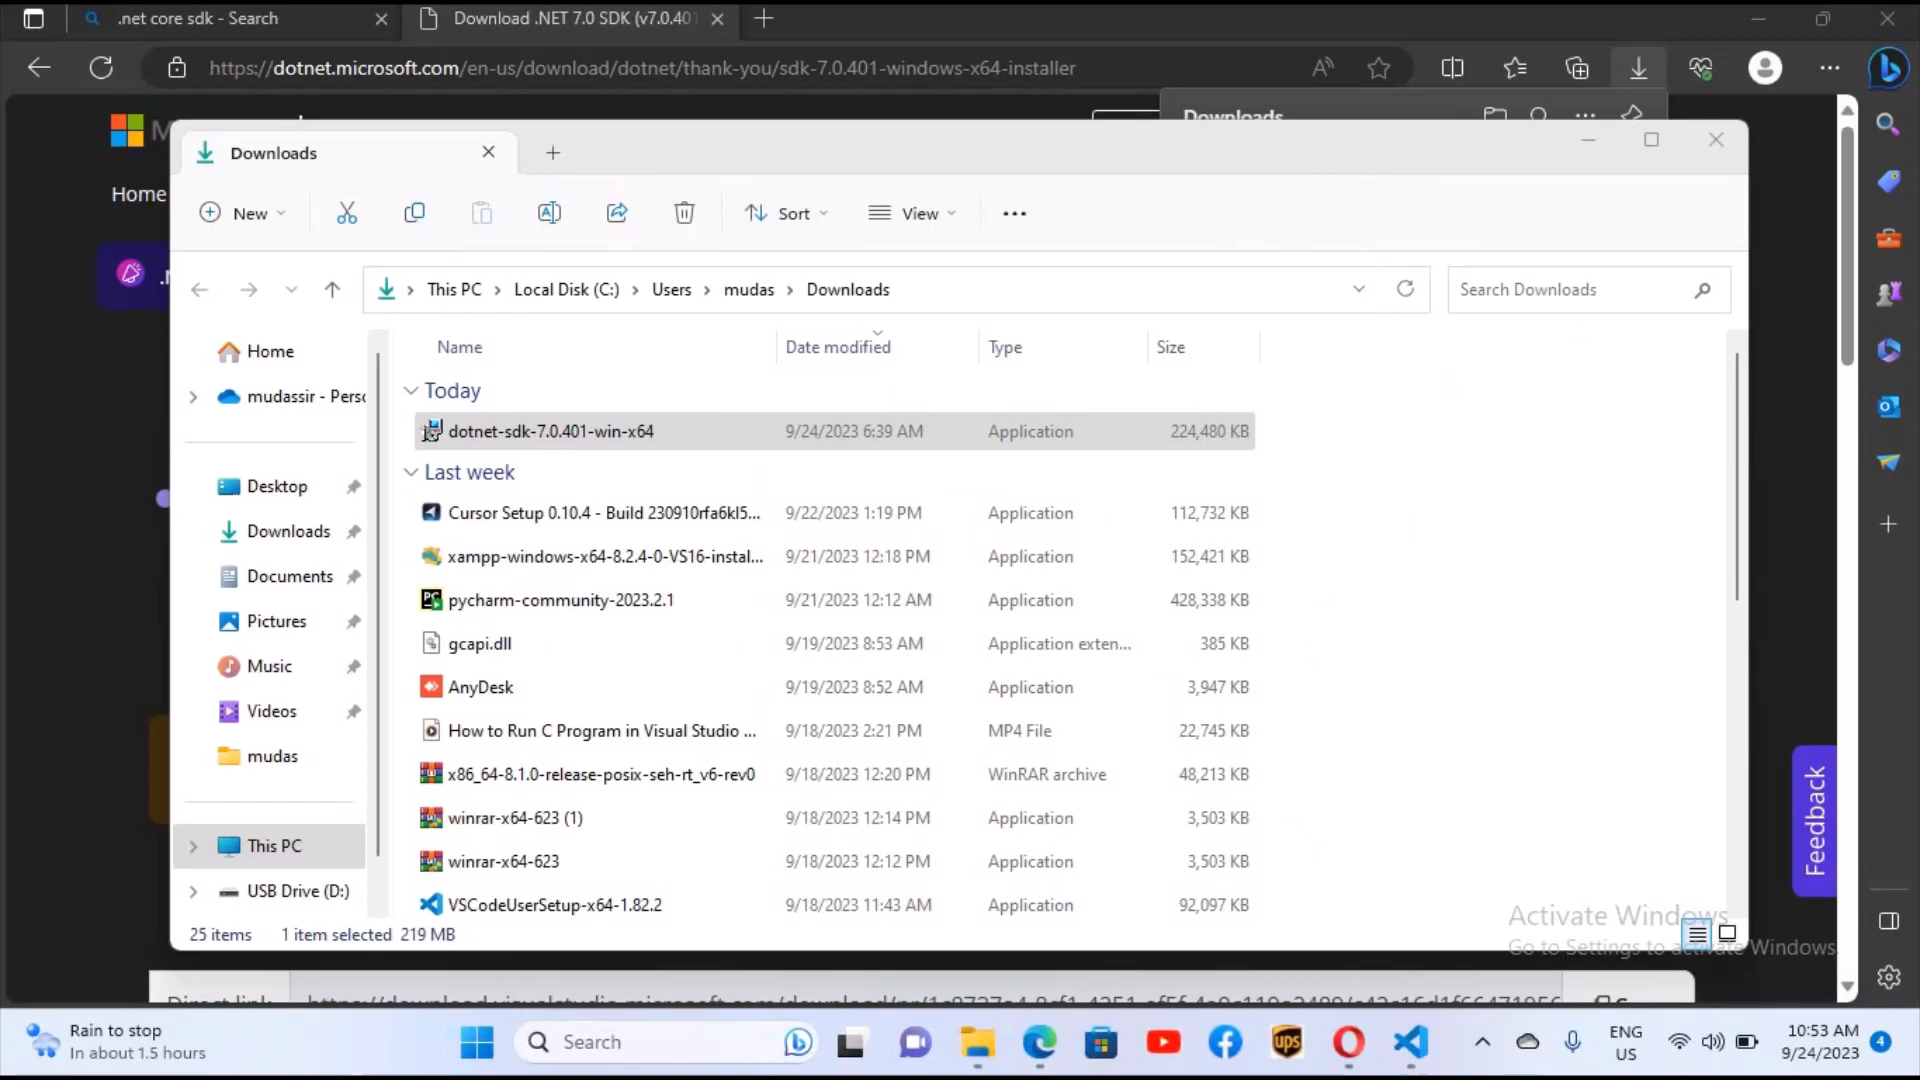 .net core sdk - Search
Download .NET 7.0 SDK (v7.0.401
https://dotnet.microsoft.com/en-us/download/dotnet/thank-you/sdk-7.0.401-windows-x64-installer
Downloads
Home
Downloads
New
Sort
View
This PC > Local Disk (C:) > Users > mudas > Downloads
Search Downloads
Name Date modified Type Size
Home
mudassir - Perso
Desktop
Downloads
Documents
Pictures
Music
Videos
mudas
This PC
USB Drive (D:)
Today
dotnet-sdk-7.0.401-win-x64 9/24/2023 6:39 AM Application 224,480 KB
Last week
Cursor Setup 0.10.4 - Build 230910rfa6kl5... 9/22/2023 1:19 PM Application 112,732 KB
xampp-windows-x64-8.2.4-0-VS16-instal... 9/21/2023 12:18 PM Application 152,421 KB
pycharm-community-2023.2.1 9/21/2023 12:12 AM Application 428,338 KB
gcapi.dll 9/19/2023 8:53 AM Application exten... 385 KB
AnyDesk 9/19/2023 8:52 AM Application 3,947 KB
How to Run C Program in Visual Studio ... 9/18/2023 2:21 PM MP4 File 22,745 KB
x86_64-8.1.0-release-posix-seh-rt_v6-rev0 9/18/2023 12:20 PM WinRAR archive 48,213 KB
winrar-x64-623 (1) 9/18/2023 12:14 PM Application 3,503 KB
winrar-x64-623 9/18/2023 12:12 PM Application 3,503 KB
VSCodeUserSetup-x64-1.82.2 9/18/2023 11:43 AM Application 92,097 KB
25 items 1 item selected 219 MB
Feedback
Activate Windows
Go to Settings to activate Windows.
Direct link
Rain to stop
In about 1.5 hours
Search
ups
ENG
US
10:53 AM
9/24/2023
4